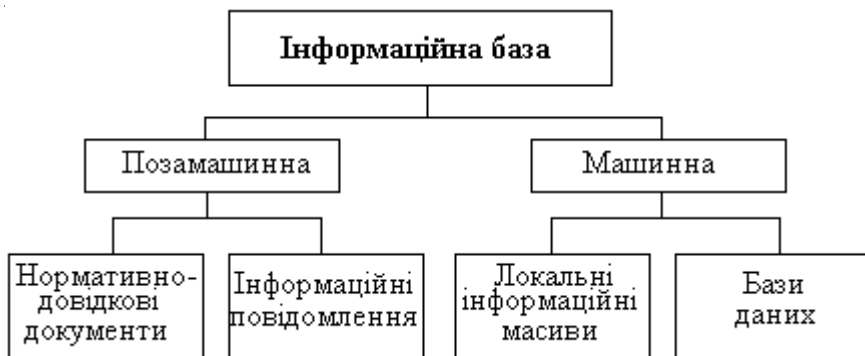 Інформаційна база
Позамашинна
Машинна
Нормативно-
довідкові
документи
Інформаційні
повідомлення
Локальні
інформаційні
масиви
Бази
даних